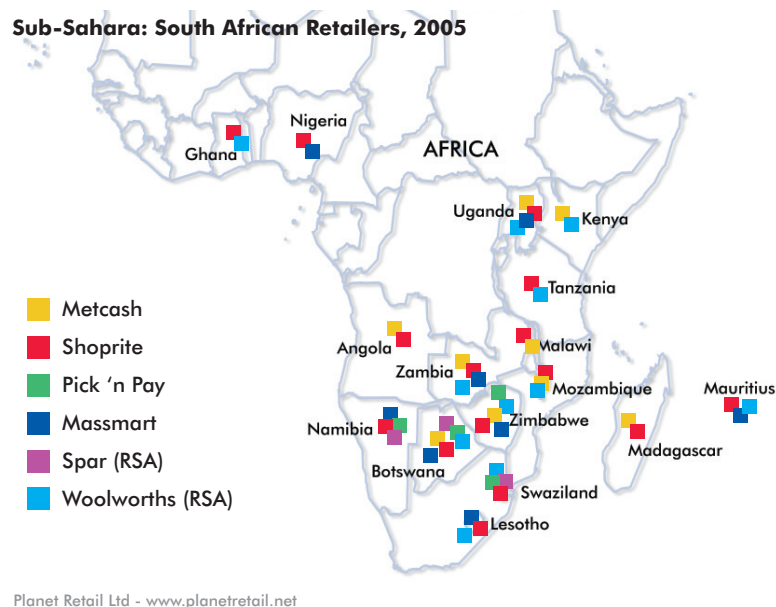 Sub-Sahara: South African Retailers, 2005
Nigeria
Ghana
AFRICA
Uganda
Kenya
Tanzania
Metcash
Shoprite
Pick ‘n Pay
Massmart
Spar (RSA)
Woolworths (RSA)
Angola
Malawi
Zambia
Mozambique
Mauritius
Namibia
Zimbabwe
Madagascar
Botswana
Swaziland
Lesotho
Planet Retail Ltd - www.planetretail.net